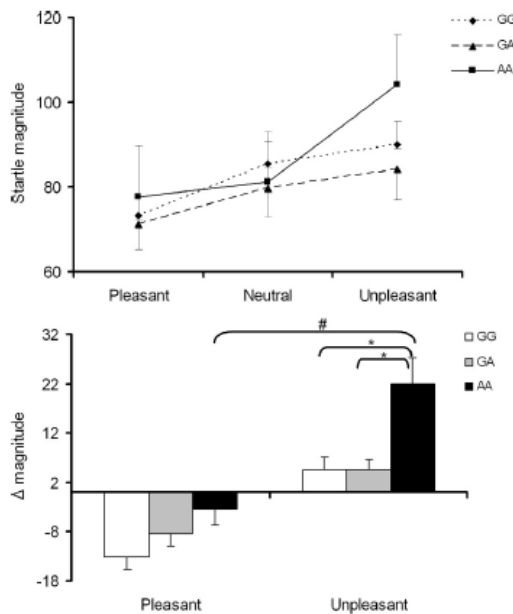 120
100
80
60
Startle magnitude
GG
GA
AA
Pleasant Neutral Unpleasant
32
22
12
2
-8
-18
Δ magnitude
#
*
*
GG
GA
AA
Pleasant Unpleasant